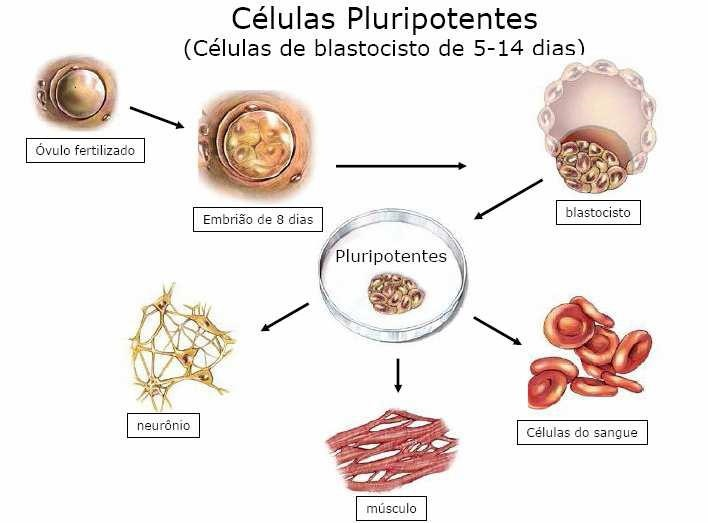 Células Pluripotentes
(Células de blastocisto de 5-14 dias)
Óvulo fertilizado
Embrião de 8 dias
blastocisto
Pluripotentes
neurônio
Células do sangue
músculo